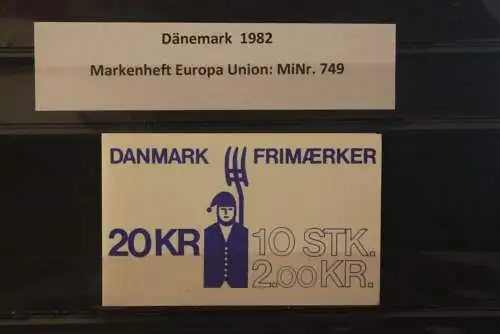 Dänemark 1982
Markenheft Europa Union: MiNr. 749
DANMARK FRIMÆRKER
20 KR 10 STK.
2.00 KR.